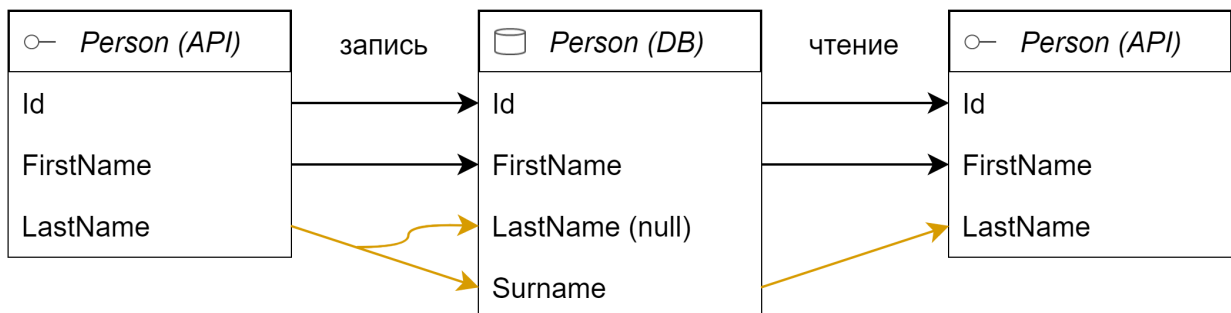 Person (API)
запись
Person (DB)
чтение
Person (API)
Id
Id
Id
FirstName
FirstName
FirstName
LastName
LastName (null)
LastName
Surname